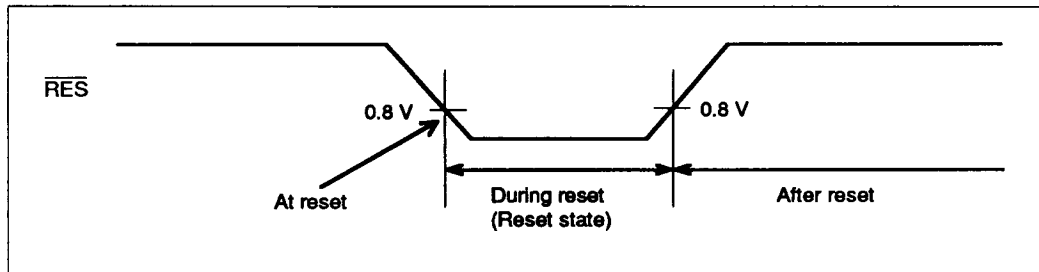 RES
0.8 V
0.8 V
At reset
During reset
(Reset state)
After reset